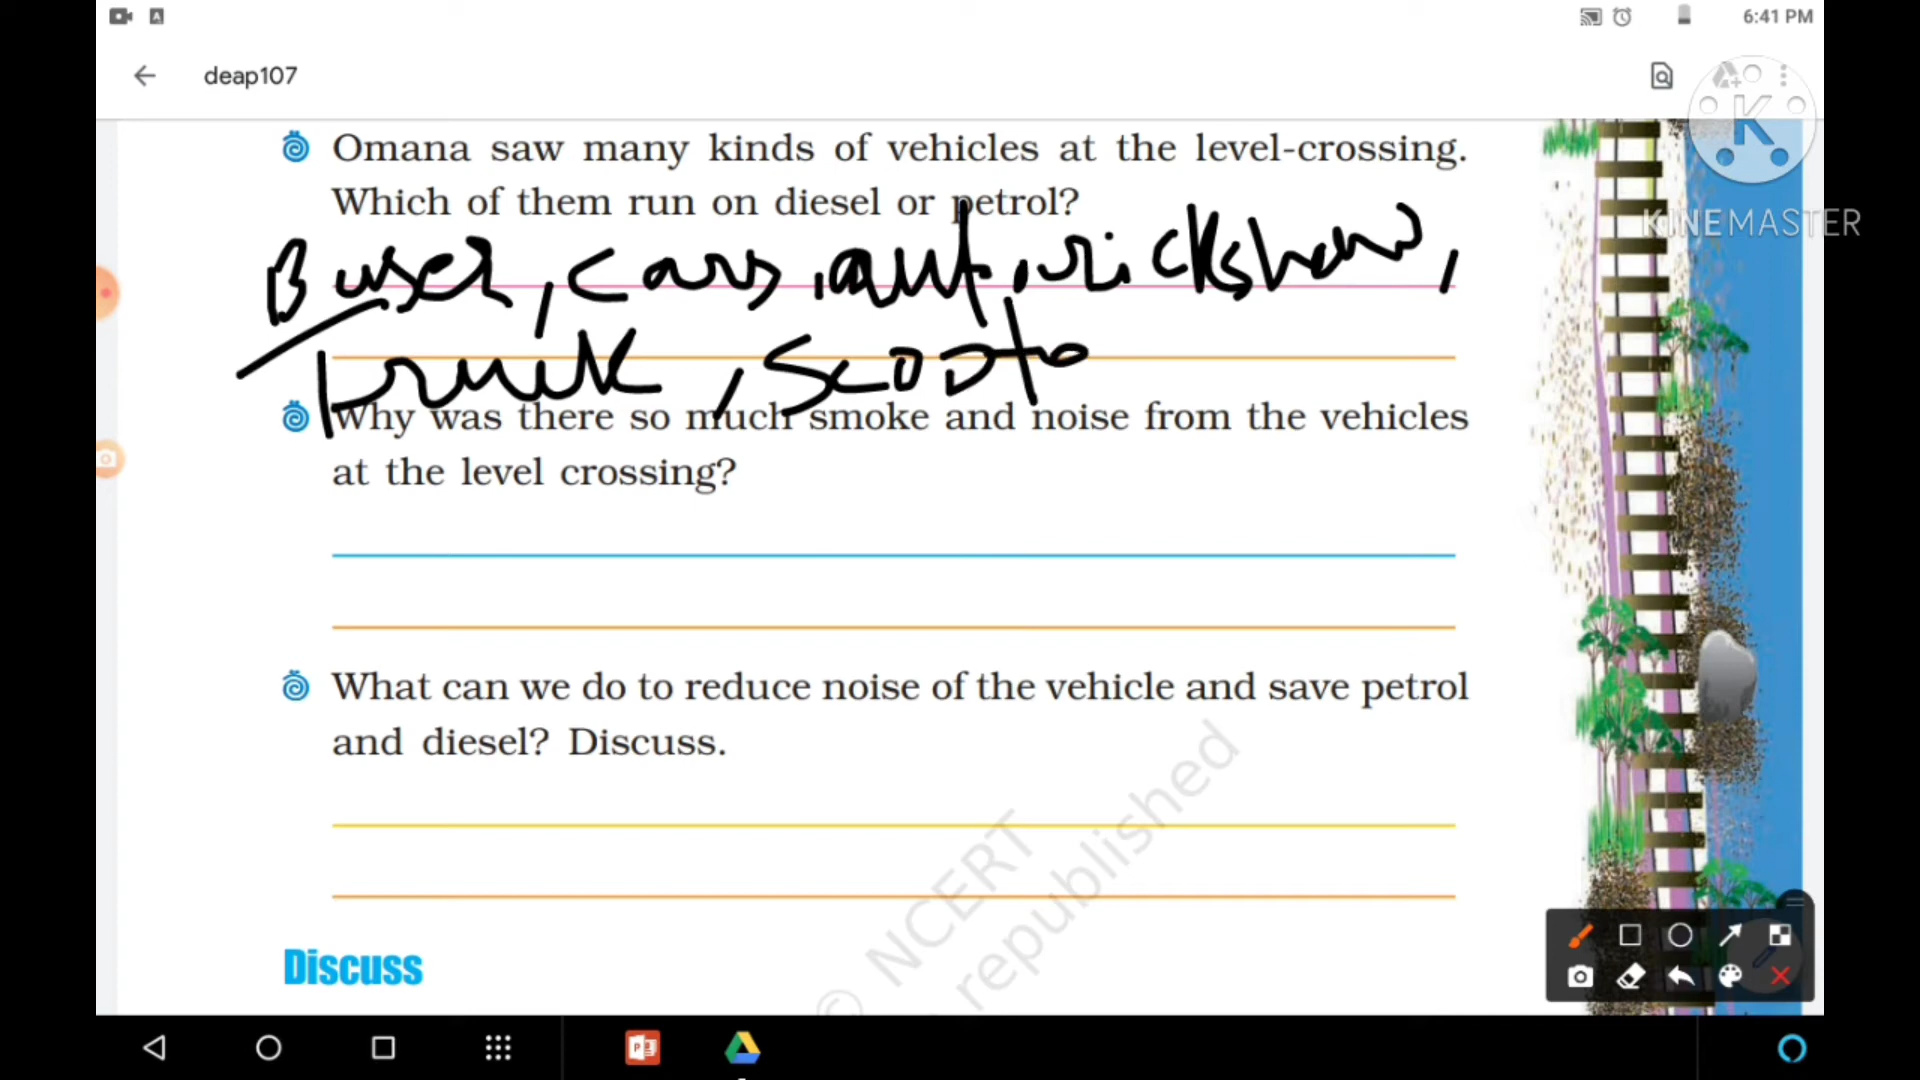 6:41 PM
deap107
Omana saw many kinds of vehicles at the level-crossing.
Which of them run on diesel or petrol?
Buses, cars, aut. rickshaw,
Truck, Scoote
Why was there so much smoke and noise from the vehicles
at the level crossing?
What can we do to reduce noise of the vehicle and save petrol
and diesel? Discuss.
Discuss
© NCERT
republished
K
KINEMASTER